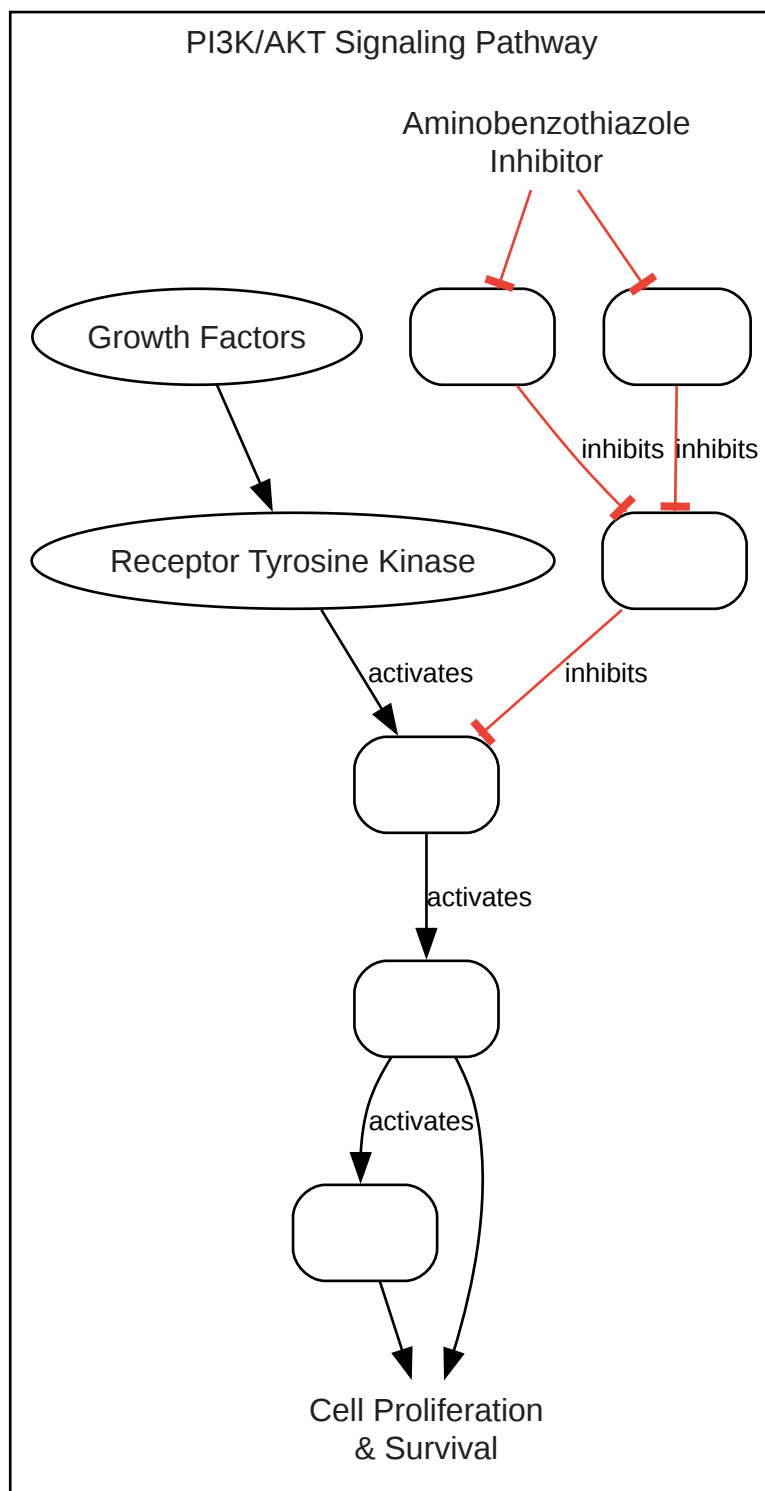 PI3K/AKT Signaling Pathway
Aminobenzothiazole
Inhibitor
Growth Factors
inhibits
inhibits
Receptor Tyrosine Kinase
activates
inhibits
activates
activates
Cell Proliferation
& Survival